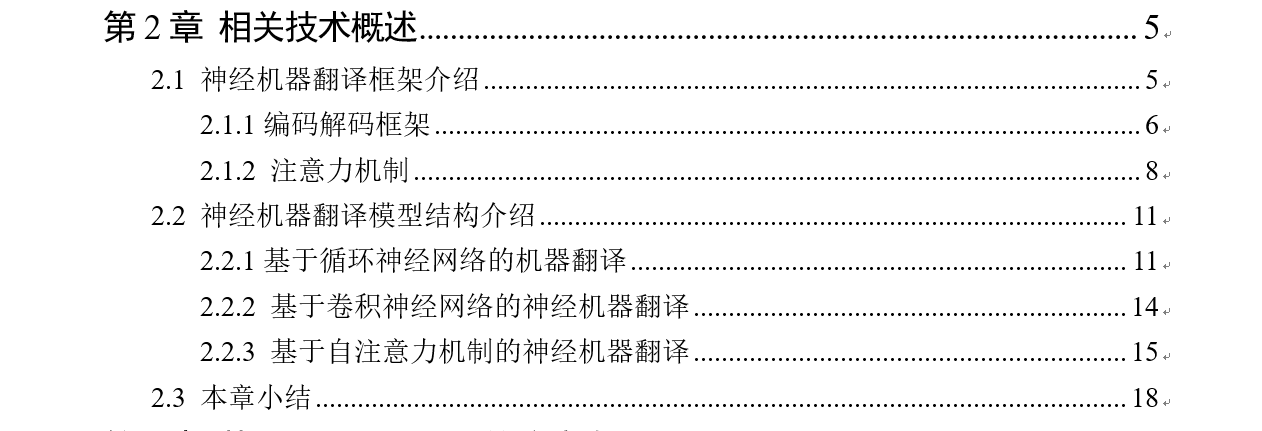 第 2 章 相关技术概述........................................................................ 5
2.1 神经机器翻译框架介绍........................................................................ 5
2.1.1 编码解码框架........................................................................ 6
2.1.2 注意力机制........................................................................ 8
2.2 神经机器翻译模型结构介绍........................................................................ 11
2.2.1 基于循环神经网络的机器翻译........................................................................ 11
2.2.2 基于卷积神经网络的神经机器翻译........................................................................ 14
2.2.3 基于自注意力机制的神经机器翻译........................................................................ 15
2.3 本章小结........................................................................ 18